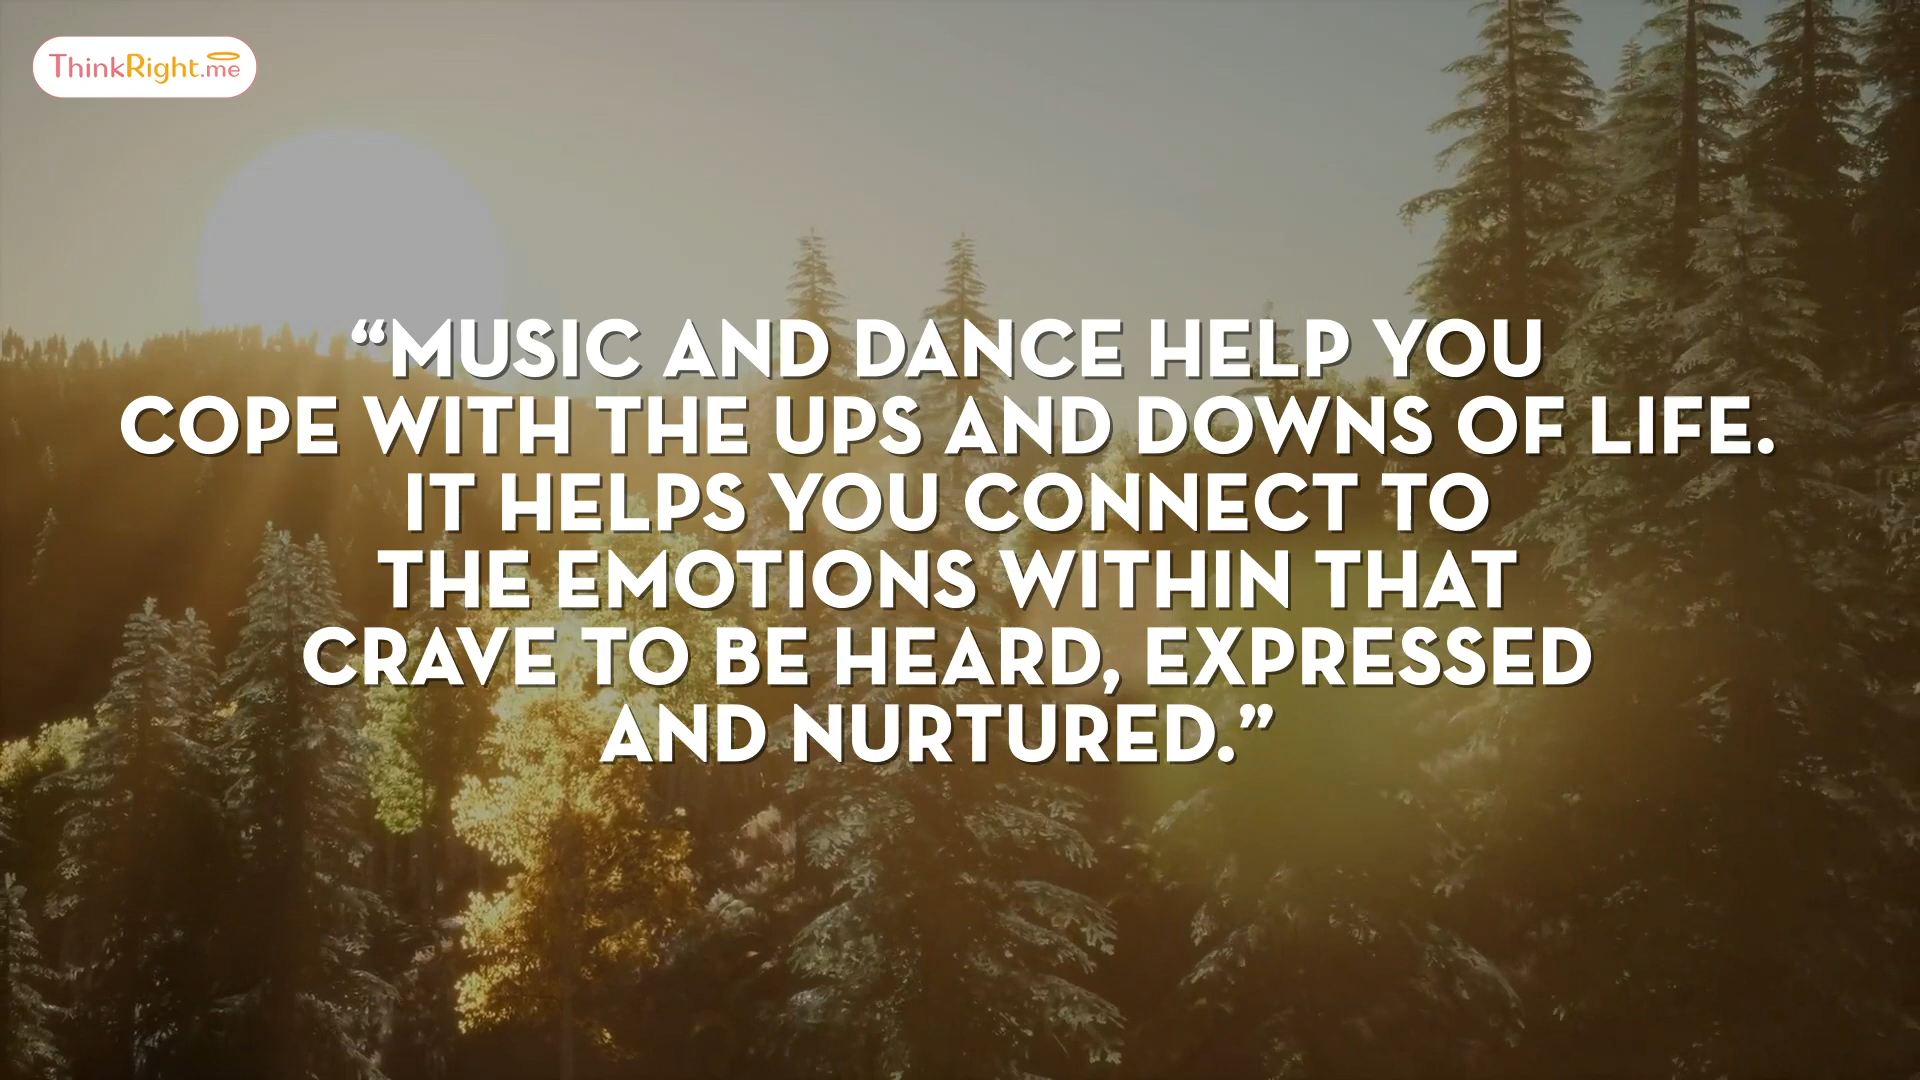 ThinkRight.me
“MUSIC AND DANCE HELP YOU
COPE WITH THE UPS AND DOWNS OF LIFE.
IT HELPS YOU CONNECT TO
THE EMOTIONS WITHIN THAT
CRAVE TO BE HEARD, EXPRESSED
AND NURTURED.”